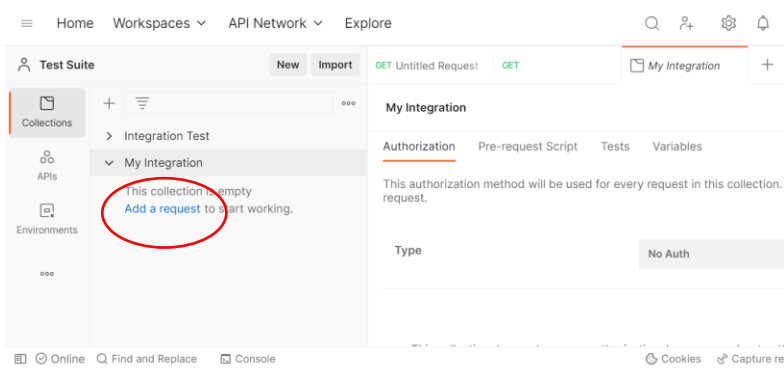 Home Workspaces API Network Explore
Test Suite New Import
GET Untitled Request GET My Integration
Collections
Integration Test
My Integration
This collection is empty
Add a request to start working.
APIs
Environments
My Integration
Authorization Pre-request Script Tests Variables
This authorization method will be used for every request in this collection.
request.
Type No Auth
Online Find and Replace Console Cookies Capture re